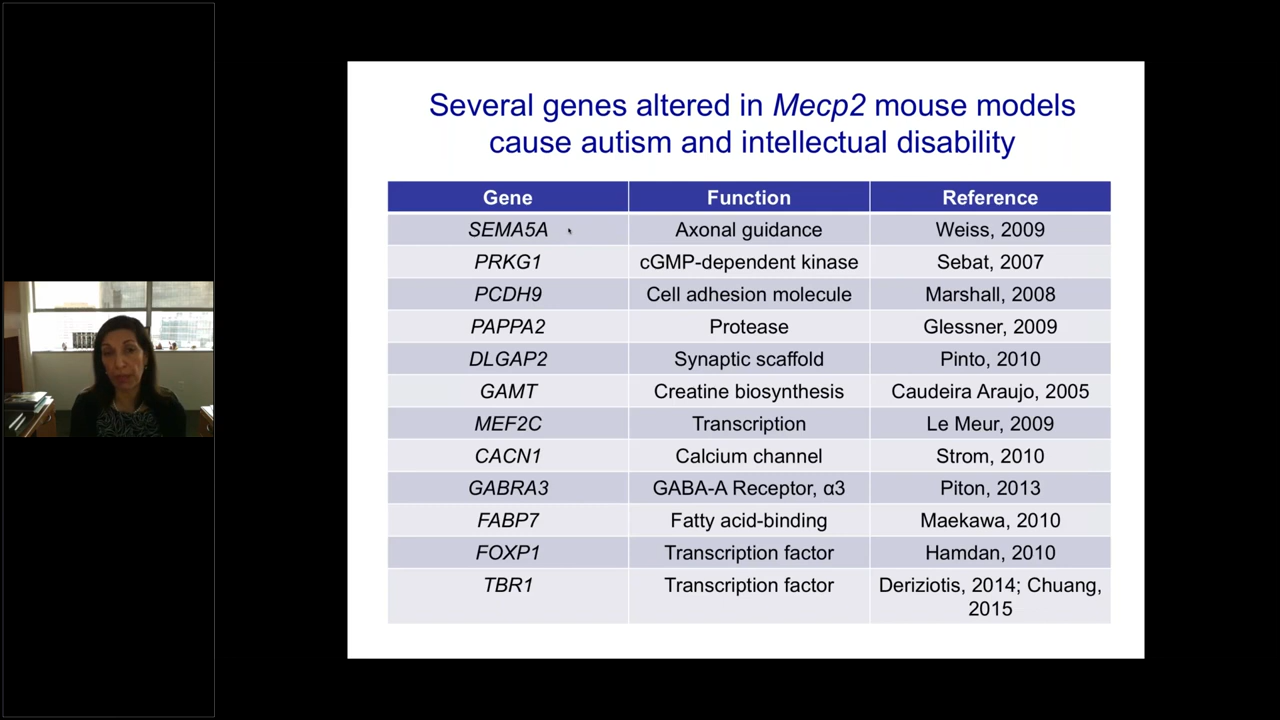 Several genes altered in Mecp2 mouse models
cause autism and intellectual disability
Gene Function Reference
SEMA5A Axonal guidance Weiss, 2009
PRKG1 cGMP-dependent kinase Sebat, 2007
PCDH9 Cell adhesion molecule Marshall, 2008
PAPPA2 Protease Glessner, 2009
DLGAP2 Synaptic scaffold Pinto, 2010
GAMT Creatine biosynthesis Caudeira Araujo, 2005
MEF2C Transcription Le Meur, 2009
CACN1 Calcium channel Strom, 2010
GABRA3 GABA-A Receptor, α3 Piton, 2013
FABP7 Fatty acid-binding Maekawa, 2010
FOXP1 Transcription factor Hamdan, 2010
TBR1 Transcription factor Deriziotis, 2014; Chuang,
2015